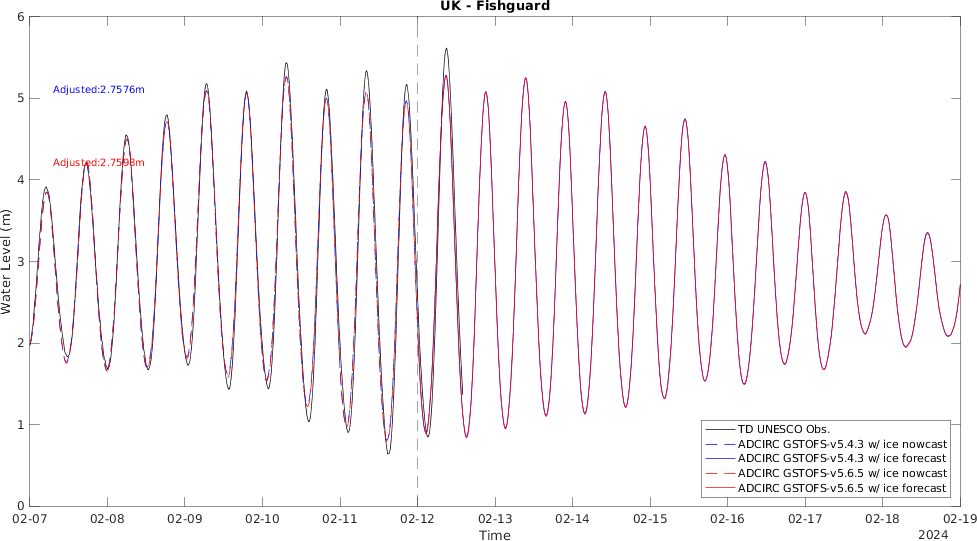 UK - Fishguard
6
5
4
3
2
1
0
Adjusted:2.7576m
Adjusted:2.7598m
Water Level (m)
TD UNESCO Obs.
ADCIRC GSTOFS-v5.4.3 w/ ice nowcast
ADCIRC GSTOFS-v5.4.3 w/ ice forecast
ADCIRC GSTOFS-v5.6.5 w/ ice nowcast
ADCIRC GSTOFS-v5.6.5 w/ ice forecast
02-07 02-08 02-09 02-10 02-11 02-12 02-13 02-14 02-15 02-16 02-17 02-18 02-19
Time
2024